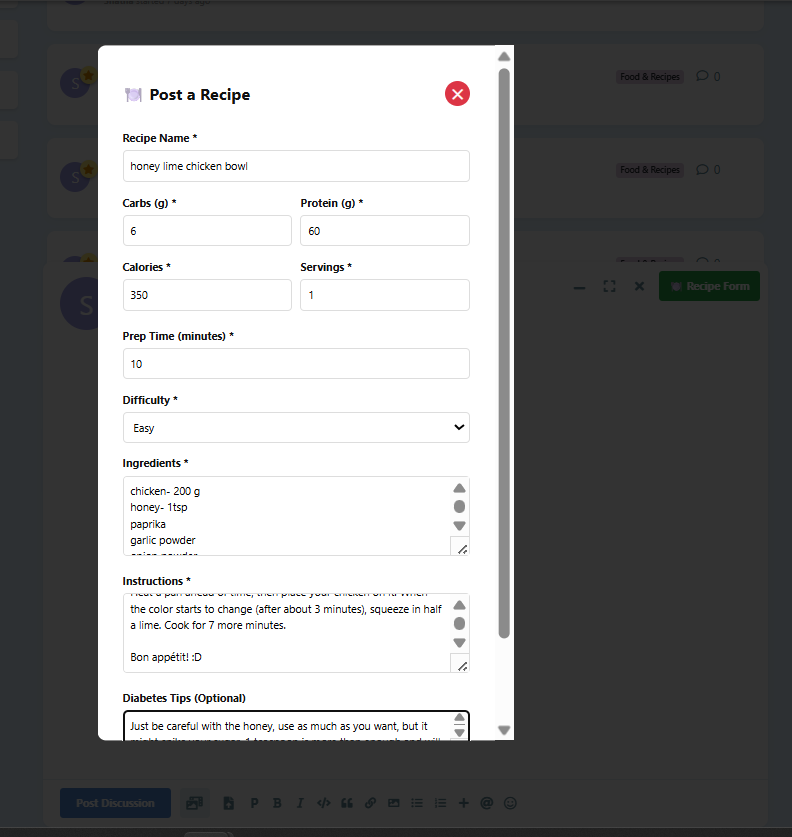 S
Food & Recipes
0
S
Food & Recipes
0
Post a Recipe
Recipe Name *
honey lime chicken bowl
Carbs (g) *
Protein (g) *
6
60
Calories *
Servings *
350
1
S
Recipe Form
Prep Time (minutes) *
10
Difficulty *
Easy
Ingredients *
chicken- 200 g
honey- 1tsp
paprika
garlic powder
Instructions *
the color starts to change (after about 3 minutes), squeeze in half
a lime. Cook for 7 more minutes.
Bon appétit! :D
Diabetes Tips (Optional)
Just be careful with the honey, use as much as you want, but it
Post Discussion